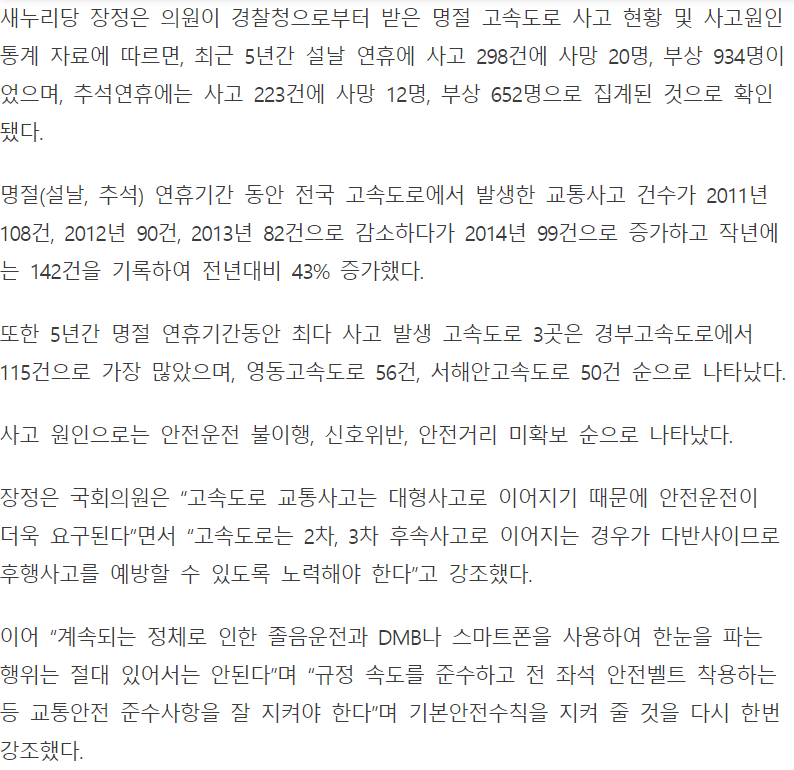 새누리당 장정은 의원이 경찰청으로부터 받은 명절 고속도로 사고 현황 및 사고원인
통계 자료에 따르면, 최근 5년간 설날 연휴에 사고 298건에 사망 20명, 부상 934명이
었으며, 추석연휴에는 사고 223건에 사망 12명, 부상 652명으로 집계된 것으로 확인
됐다.
명절(설날, 추석) 연휴기간 동안 전국 고속도로에서 발생한 교통사고 건수가 2011년
108건, 2012년 90건, 2013년 82건으로 감소하다가 2014년 99건으로 증가하고 작년에
는 142건을 기록하여 전년대비 43% 증가했다.
또한 5년간 명절 연휴기간동안 최다 사고 발생 고속도로 3곳은 경부고속도로에서
115건으로 가장 많았으며, 영동고속도로 56건, 서해안고속도로 50건 순으로 나타났다.
사고 원인으로는 안전운전 불이행, 신호위반, 안전거리 미확보 순으로 나타났다.
장정은 국회의원은 “고속도로 교통사고는 대형사고로 이어지기 때문에 안전운전이
더욱 요구된다”면서 “고속도로는 2차, 3차 후속사고로 이어지는 경우가 다반사이므로
후행사고를 예방할 수 있도록 노력해야 한다”고 강조했다.
이어 “계속되는 정체로 인한 졸음운전과 DMB나 스마트폰을 사용하여 한눈을 파는
행위는 절대 있어서는 안된다”며 “규정 속도를 준수하고 전 좌석 안전벨트 착용하는
등 교통안전 준수사항을 잘 지켜야 한다”며 기본안전수칙을 지켜 줄 것을 다시 한번
강조했다.